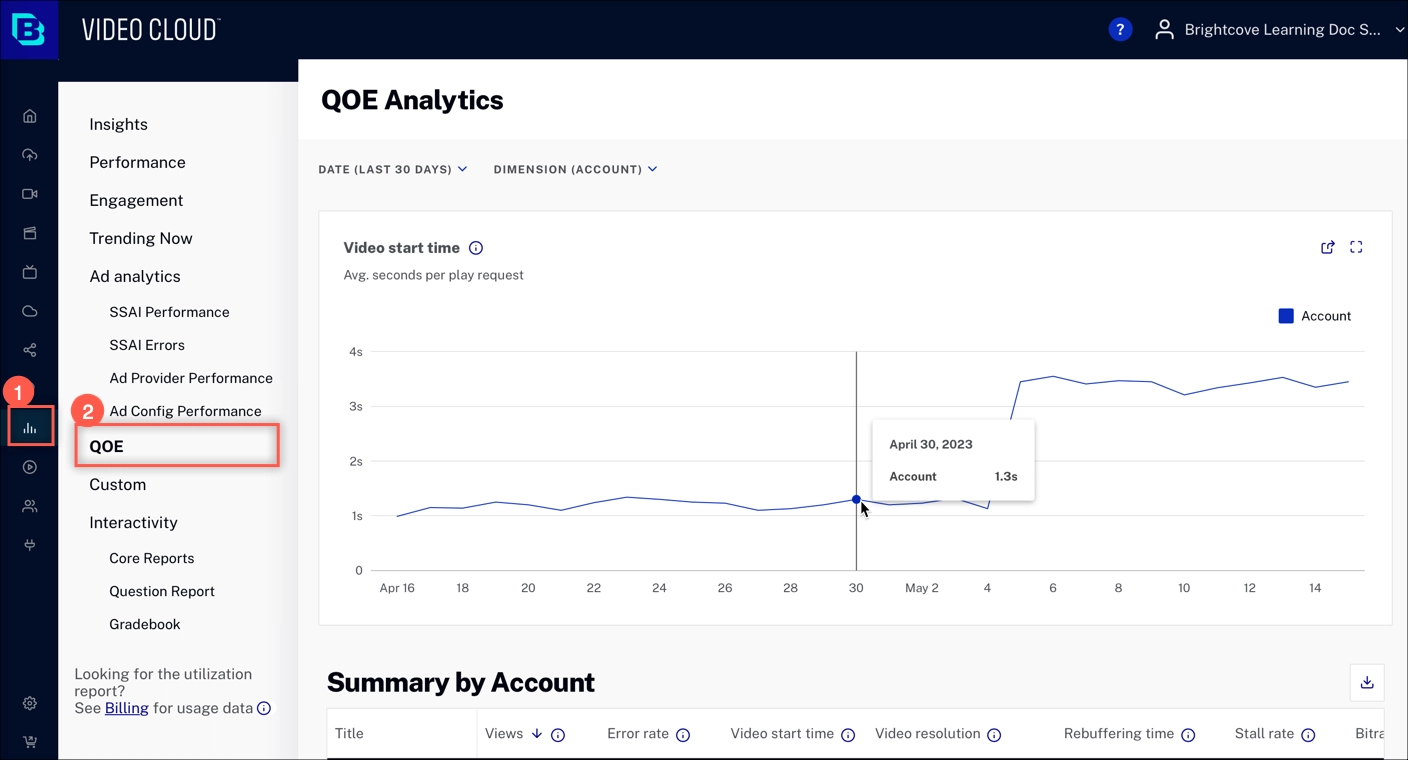 VIDEO CLOUD™
?
Brightcove Learning Doc S...
Insights
Performance
Engagement
Trending Now
Ad analytics
SSAI Performance
SSAI Errors
Ad Provider Performance
1
2
Ad Config Performance
QOE
Custom
Interactivity
Core Reports
Question Report
Gradebook
Looking for the utilization
report?
See Billing for usage data
QOE Analytics
DATE (LAST 30 DAYS)
DIMENSION (ACCOUNT)
Video start time
Avg. seconds per play request
Account
4s
3s
2s
1s
0
April 30, 2023
Account 1.3s
Apr 16 18 20 22 24 26 28 30 May 2 4 6 8 10 12 14
Summary by Account
Title Views Error rate Video start time Video resolution Rebuffering time Stall rate Bitra